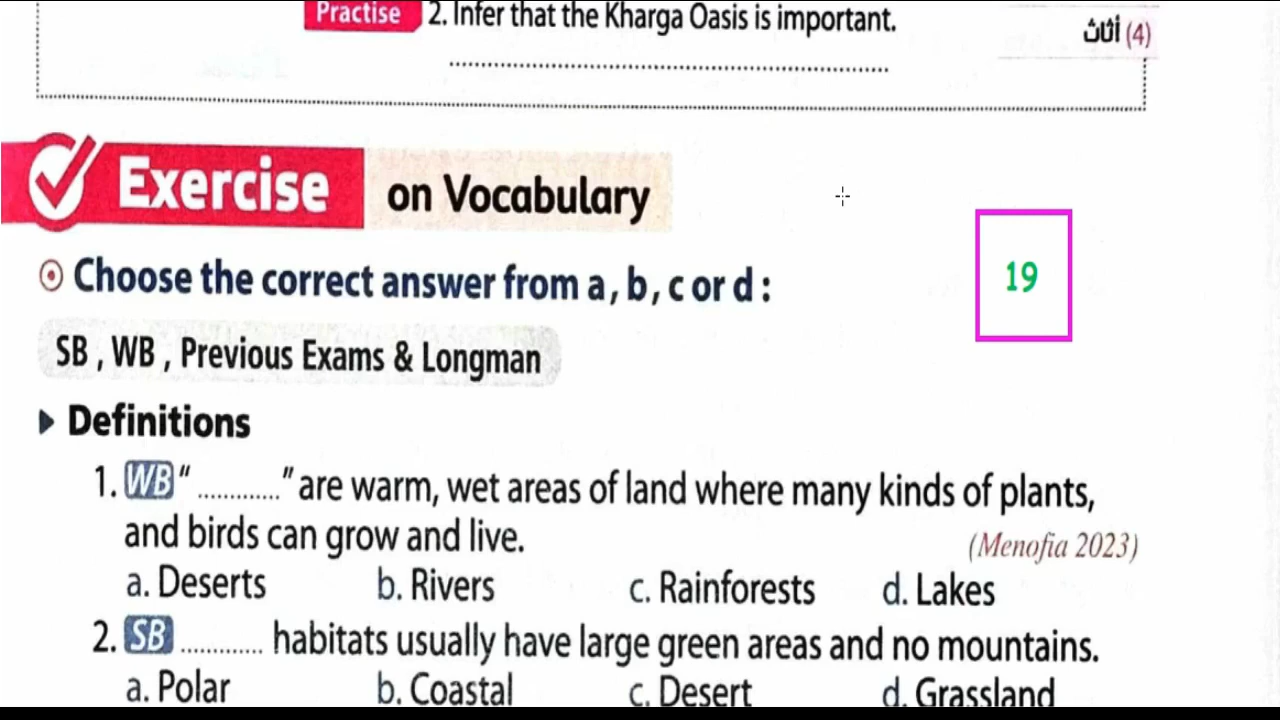 Practise 2. Infer that the Kharga Oasis is important.
(4) أثاث
Exercise on Vocabulary
19
Choose the correct answer from a, b, c or d :
SB , WB , Previous Exams & Longman
Definitions
1. WB " ............ " are warm, wet areas of land where many kinds of plants,
and birds can grow and live. (Menofia 2023)
a. Deserts b. Rivers c. Rainforests d. Lakes
2. SB ............ habitats usually have large green areas and no mountains.
a. Polar b. Coastal c. Desert d. Grassland